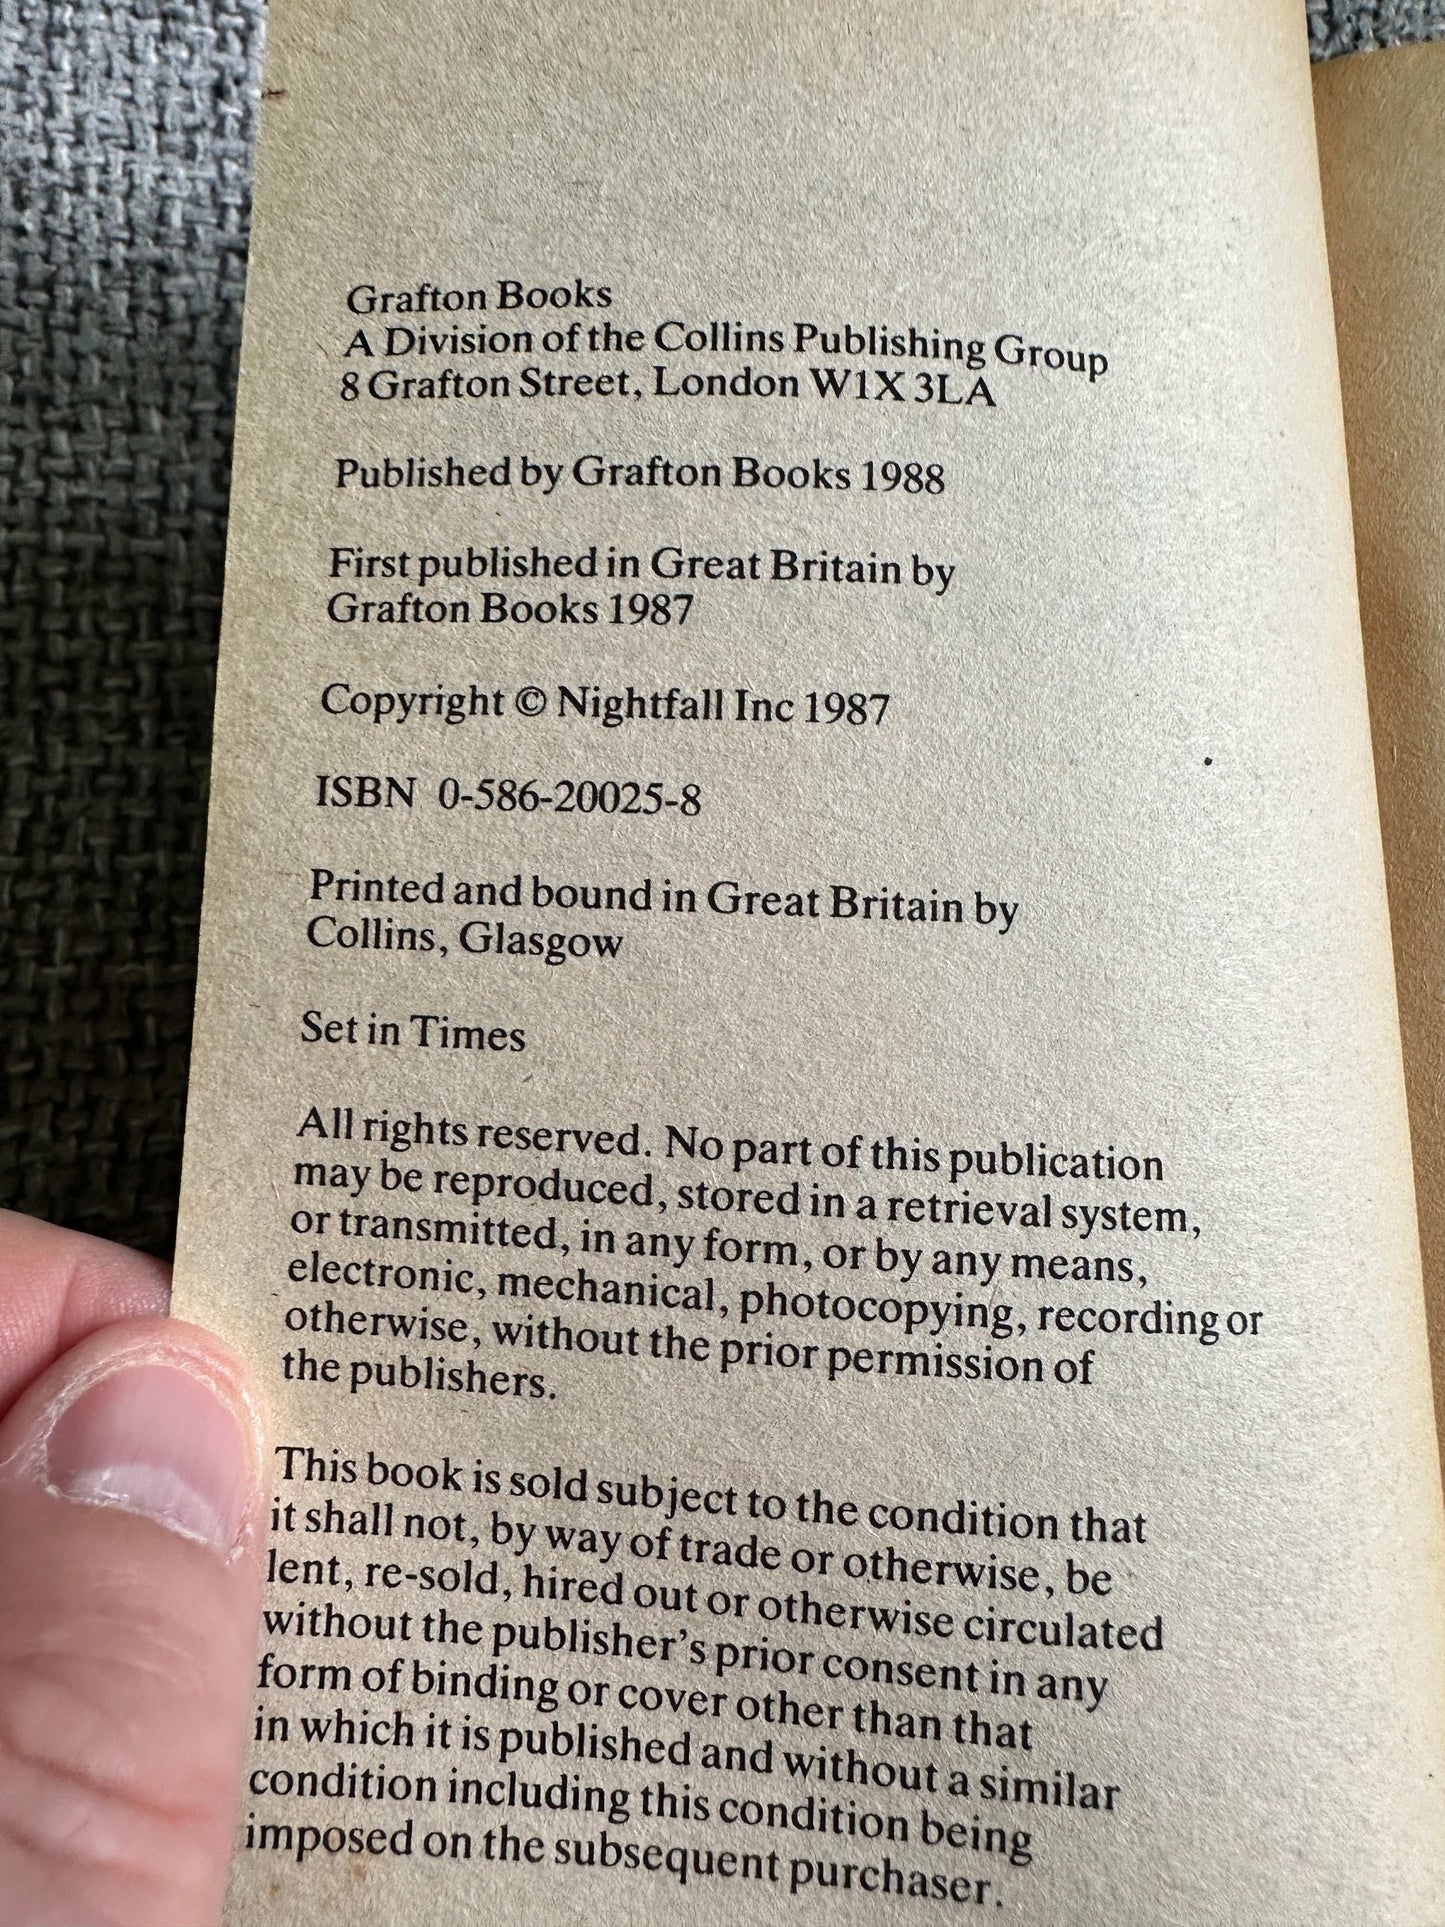 Grafton Books
A Division of the Collins Publishing Group
8 Grafton Street, London W1X 3LA
Published by Grafton Books 1988
First published in Great Britain by
Grafton Books 1987
Copyright © Nightfall Inc 1987
ISBN 0-586-20025-8
Printed and bound in Great Britain by
Collins, Glasgow
Set in Times
All rights reserved. No part of this publication
may be reproduced, stored in a retrieval system,
or transmitted, in any form, or by any means,
electronic, mechanical, photocopying, recording or
otherwise, without the prior permission of
the publishers.
This book is sold subject to the condition that
it shall not, by way of trade or otherwise, be
lent, re-sold, hired out or otherwise circulated
without the publisher's prior consent in any
form of binding or cover other than that
in which it is published and without a similar
condition including this condition being
imposed on the subsequent purchaser.